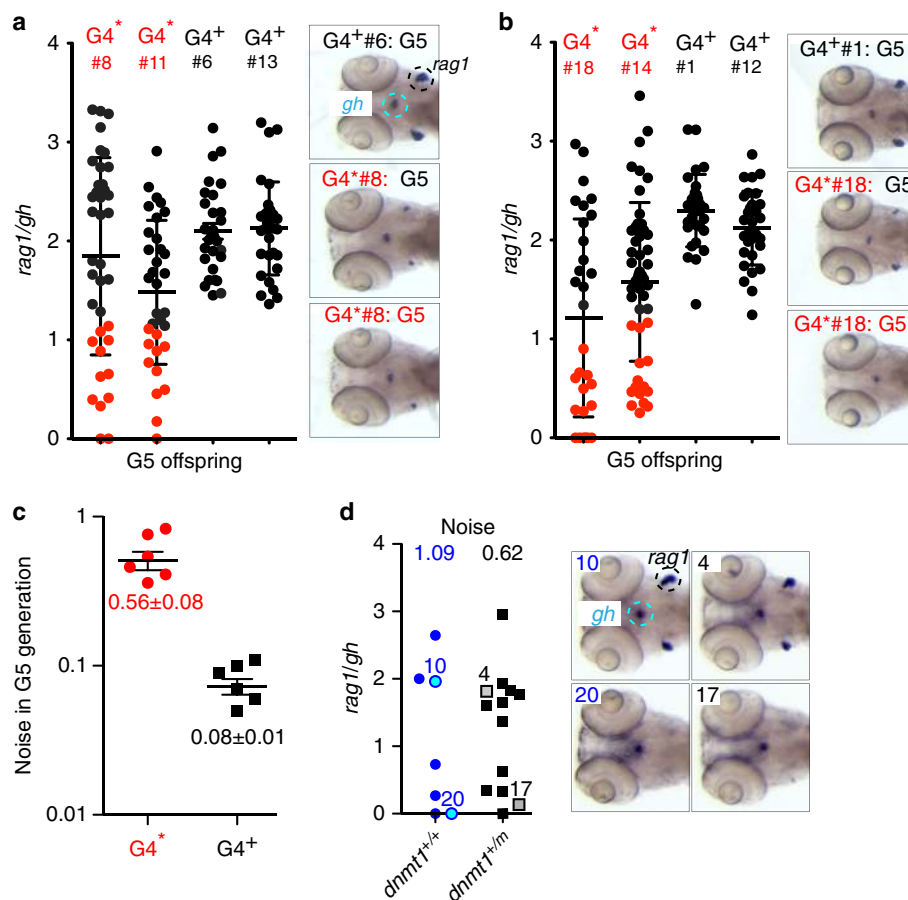 a
G4* G4* G4+ G4+
#8 #11 #6 #13
rag1/gh
4
3
2
1
0
G5 offspring
G4+#6: G5
rag1
gh
G4*#8: G5
G4*#8: G5
b
G4* G4* G4+ G4+
#18 #14 #1 #12
rag1/gh
4
3
2
1
0
G5 offspring
G4+#1: G5
G4*#18: G5
G4*#18: G5
c
Noise in G5 generation
1
0.1
0.01
0.56±0.08
0.08±0.01
G4* G4+
d
Noise
1.09 0.62
rag1/gh
4
3
2
1
0
10
4
20
17
dnmt1+/+ dnmt1+/m
10
rag1
gh
4
20
17